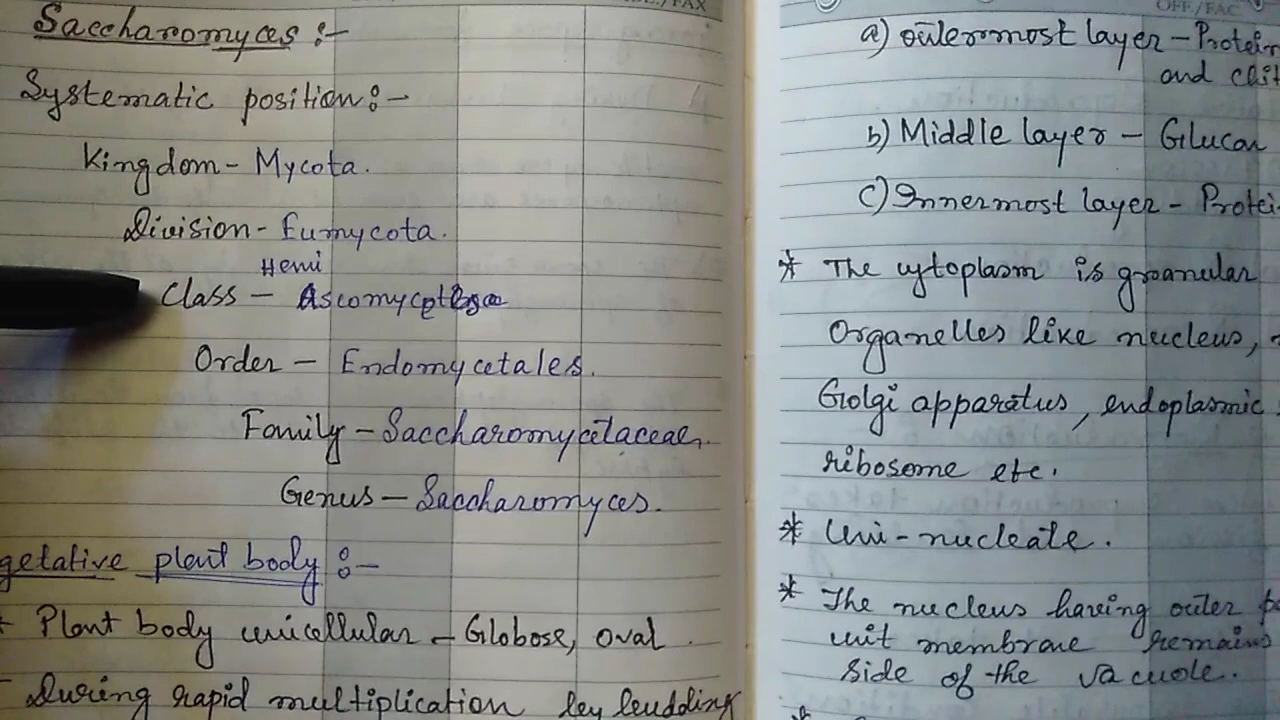 Saccharomyces :-
Systematic position :-
Kingdom - Mycota.
Division - Eumycota.
Hemi
Class - Ascomycetes
Order - Endomycetales.
Family - Saccharomycetaceae.
Genus - Saccharomyces.
getative plant body :-
Plant body unicellular - Globose, oval
During rapid multiplication by budding
OFF/FAC
a) outermost layer - Protein
and chit
b) Middle layer - Glucan
c) Innermost layer - Protei
* The cytoplasm is granular
Organelles like nucleus,
Golgi apparatus, endoplasmic
ribosome etc.
* Uni-nucleate.
* The nucleus having outer
unit membrane remains
side of the vacuole.